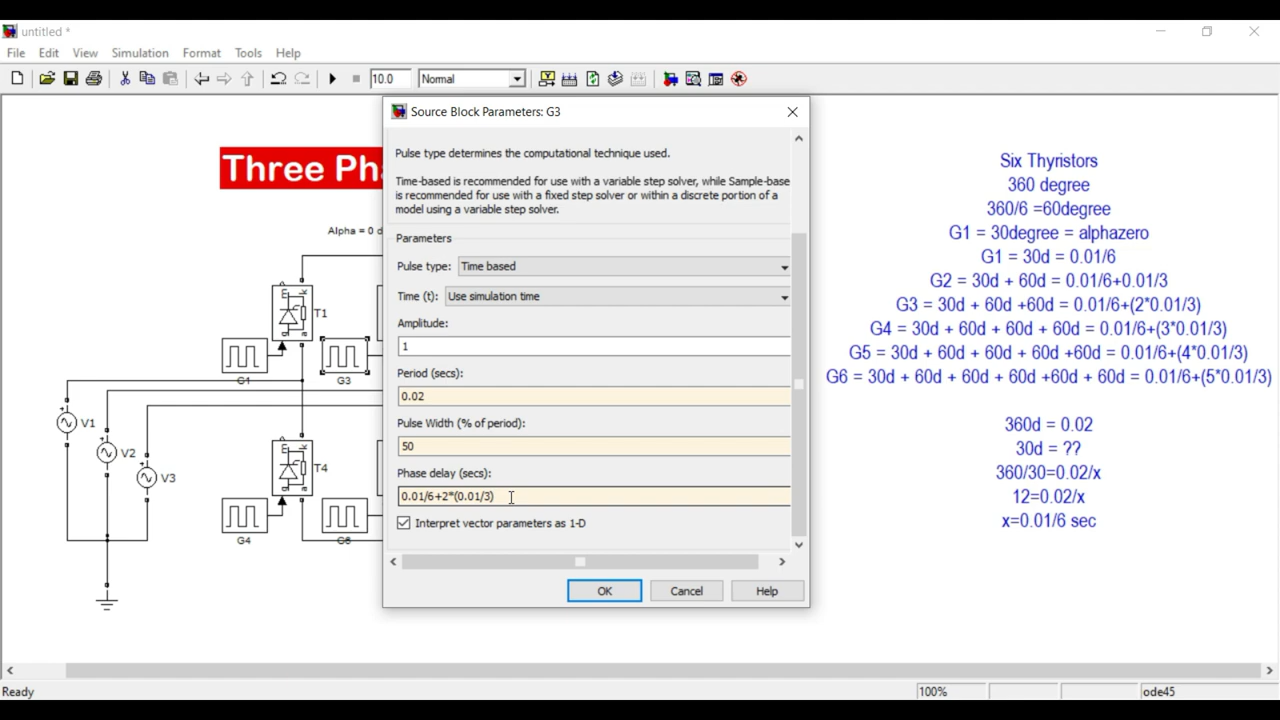 untitled *
File Edit View Simulation Format Tools Help
10.0 Normal
Source Block Parameters: G3
Pulse type determines the computational technique used.
Time-based is recommended for use with a variable step solver, while Sample-base
is recommended for use with a fixed step solver or within a discrete portion of a
model using a variable step solver.
Parameters
Pulse type: Time based
Time (t): Use simulation time
Amplitude:
1
Period (secs):
0.02
Pulse Width (% of period):
50
Phase delay (secs):
0.01/6+2*(0.01/3)
Interpret vector parameters as 1-D
OK Cancel Help
Three Pha
Alpha = 0 d
m k
g a
T1
G1
G3
V1
V2
V3
m k
g a
T4
G4
G6
Six Thyristors
360 degree
360/6 =60degree
G1 = 30degree = alphazero
G1 = 30d = 0.01/6
G2 = 30d + 60d = 0.01/6+0.01/3
G3 = 30d + 60d +60d = 0.01/6+(2*0.01/3)
G4 = 30d + 60d + 60d + 60d = 0.01/6+(3*0.01/3)
G5 = 30d + 60d + 60d + 60d +60d = 0.01/6+(4*0.01/3)
G6 = 30d + 60d + 60d + 60d +60d + 60d = 0.01/6+(5*0.01/3)
360d = 0.02
30d = ??
360/30=0.02/x
12=0.02/x
x=0.01/6 sec
Ready 100% ode45